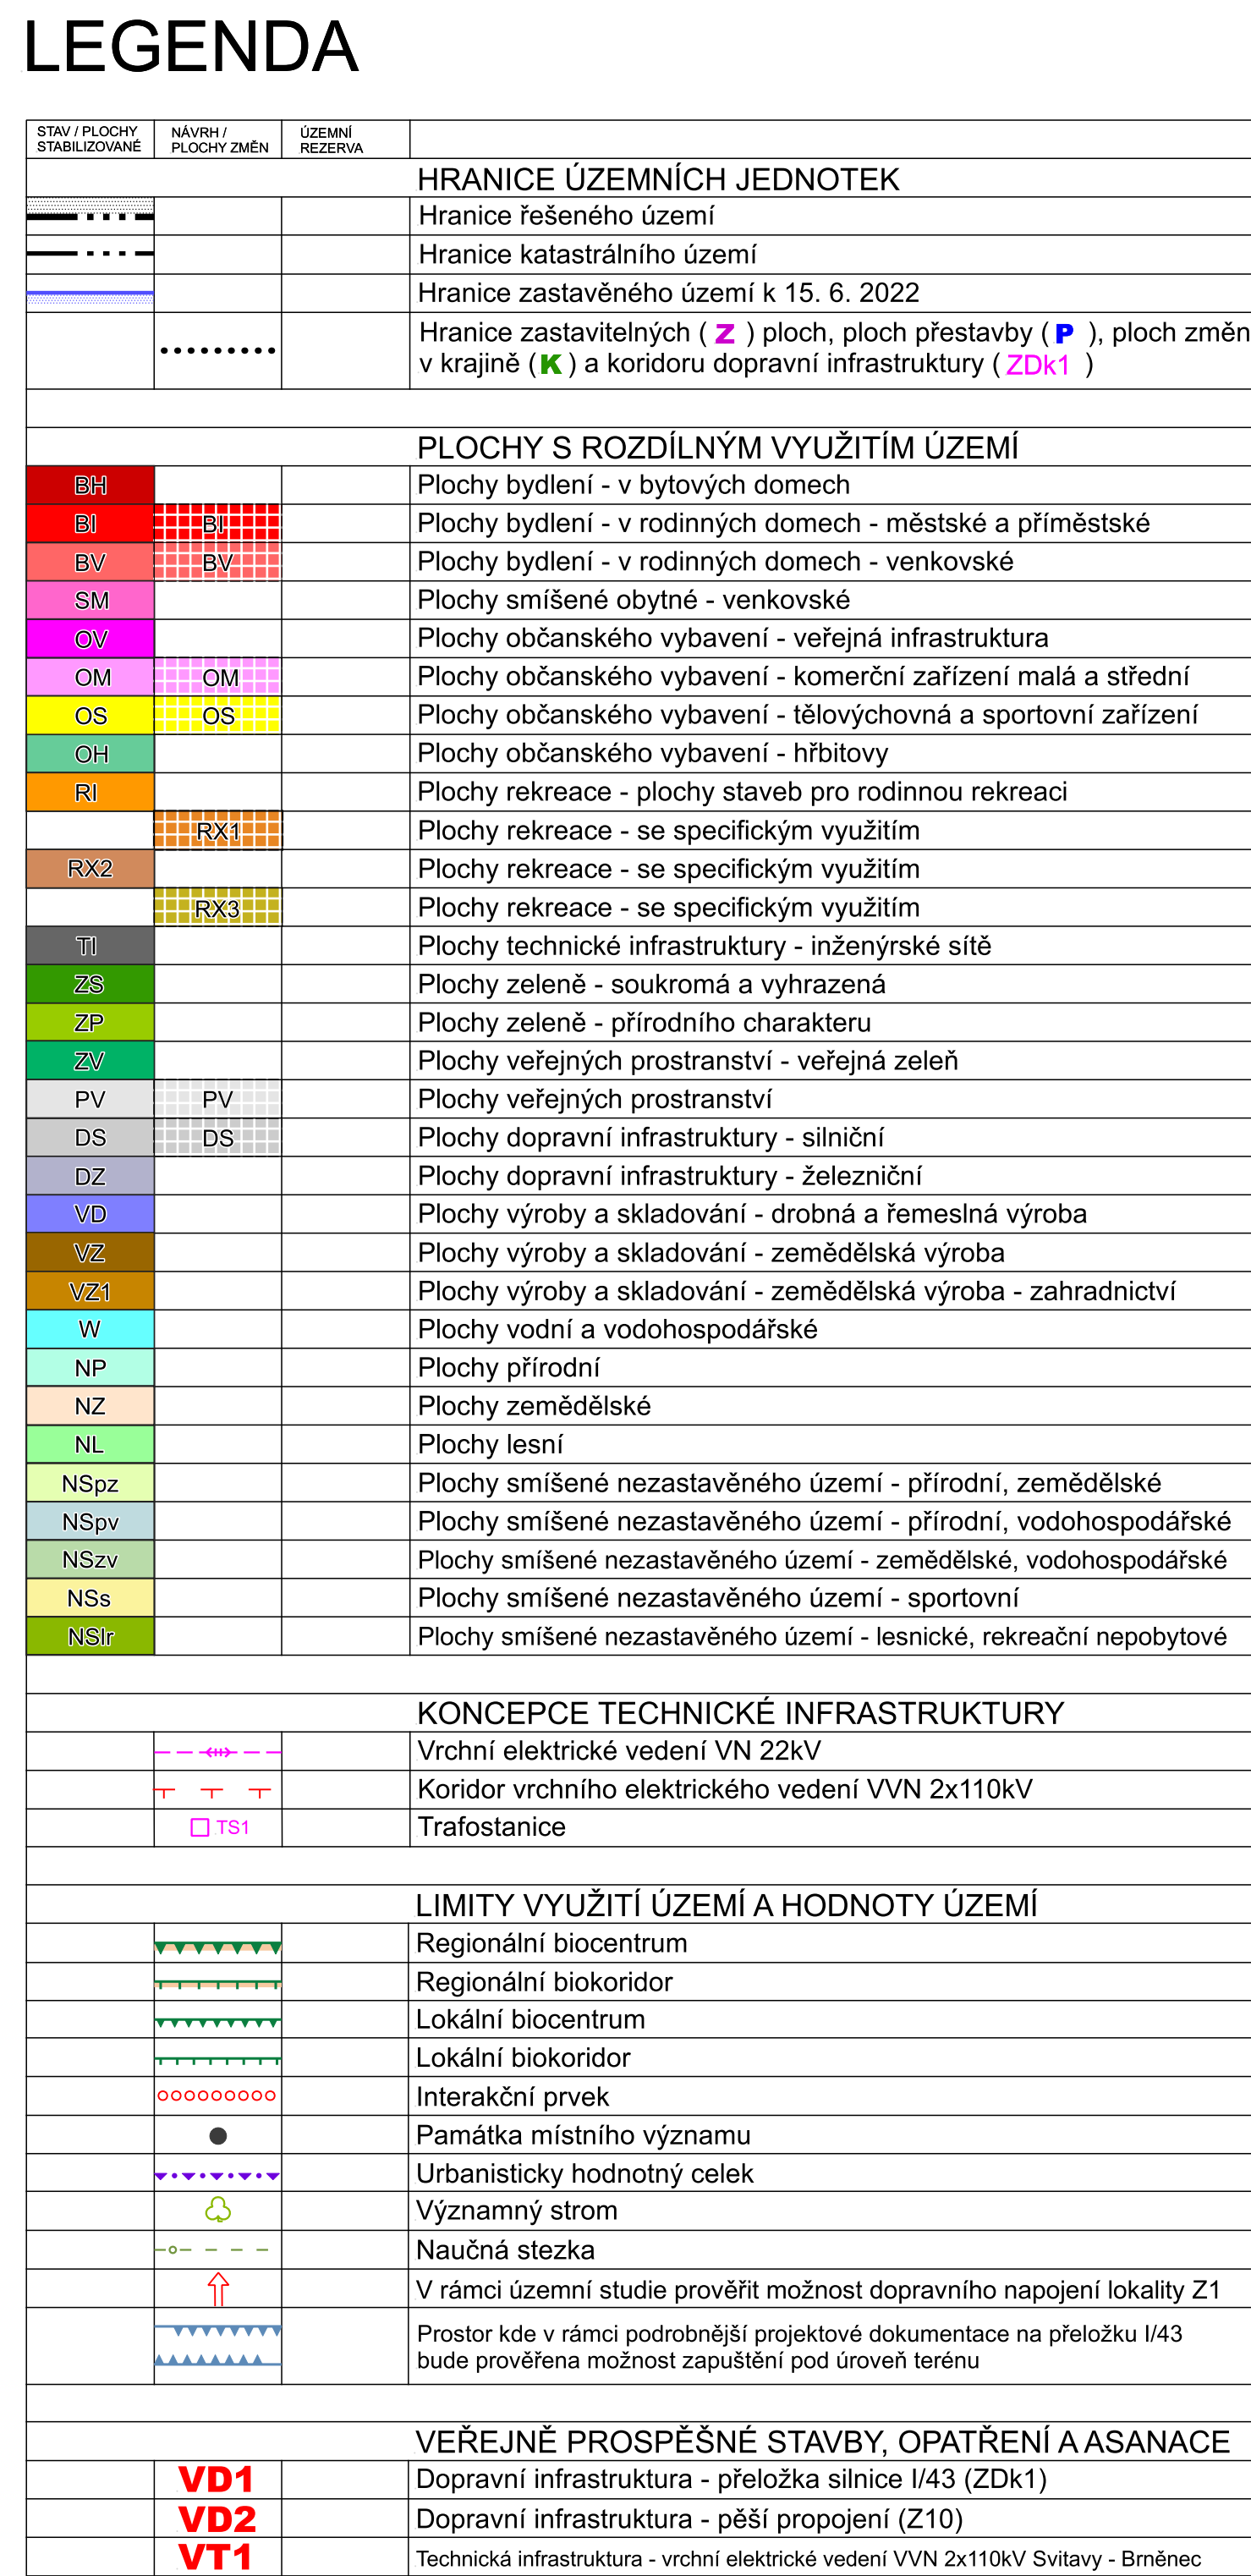 LEGENDA
STAV / PLOCHY
STABILIZOVANÉ
NÁVRH /
PLOCHY ZMĚN
ÚZEMNÍ
REZERVA
HRANICE ÚZEMNÍCH JEDNOTEK
Hranice řešeného území
Hranice katastrálního území
Hranice zastavěného území k 15. 6. 2022
Hranice zastavitelných ( Z ) ploch, ploch přestavby ( P ), ploch změn
v krajině ( K ) a koridoru dopravní infrastruktury ( ZDk1 )
PLOCHY S ROZDÍLNÝM VYUŽITÍM ÚZEMÍ
BH Plochy bydlení - v bytových domech
BI BI Plochy bydlení - v rodinných domech - městské a příměstské
BV BV Plochy bydlení - v rodinných domech - venkovské
SM Plochy smíšené obytné - venkovské
OV Plochy občanského vybavení - veřejná infrastruktura
OM OM Plochy občanského vybavení - komerční zařízení malá a střední
OS OS Plochy občanského vybavení - tělovýchovná a sportovní zařízení
OH Plochy občanského vybavení - hřbitovy
RI Plochy rekreace - plochy staveb pro rodinnou rekreaci
RX1 Plochy rekreace - se specifickým využitím
RX2 Plochy rekreace - se specifickým využitím
RX3 Plochy rekreace - se specifickým využitím
TI Plochy technické infrastruktury - inženýrské sítě
ZS Plochy zeleně - soukromá a vyhrazená
ZP Plochy zeleně - přírodního charakteru
ZV Plochy veřejných prostranství - veřejná zeleň
PV PV Plochy veřejných prostranství
DS DS Plochy dopravní infrastruktury - silniční
DZ Plochy dopravní infrastruktury - železniční
VD Plochy výroby a skladování - drobná a řemeslná výroba
VZ Plochy výroby a skladování - zemědělská výroba
VZ1 Plochy výroby a skladování - zemědělská výroba - zahradnictví
W Plochy vodní a vodohospodářské
NP Plochy přírodní
NZ Plochy zemědělské
NL Plochy lesní
NSpz Plochy smíšené nezastavěného území - přírodní, zemědělské
NSpv Plochy smíšené nezastavěného území - přírodní, vodohospodářské
NSzv Plochy smíšené nezastavěného území - zemědělské, vodohospodářské
NSs Plochy smíšené nezastavěného území - sportovní
NSlr Plochy smíšené nezastavěného území - lesnické, rekreační nepobytové
KONCEPCE TECHNICKÉ INFRASTRUKTURY
Vrchní elektrické vedení VN 22kV
Koridor vrchního elektrického vedení VVN 2x110kV
TS1 Trafostanice
LIMITY VYUŽITÍ ÚZEMÍ A HODNOTY ÚZEMÍ
Regionální biocentrum
Regionální biokoridor
Lokální biocentrum
Lokální biokoridor
Interakční prvek
Památka místního významu
Urbanisticky hodnotný celek
Významný strom
Naučná stezka
V rámci územní studie prověřit možnost dopravního napojení lokality Z1
Prostor kde v rámci podrobnější projektové dokumentace na přeložku I/43
bude prověřena možnost zapuštění pod úroveň terénu
VEŘEJNĚ PROSPĚŠNÉ STAVBY, OPATŘENÍ A ASANACE
VD1 Dopravní infrastruktura - přeložka silnice I/43 (ZDk1)
VD2 Dopravní infrastruktura - pěší propojení (Z10)
VT1 Technická infrastruktura - vrchní elektrické vedení VVN 2x110kV Svitavy - Brněnec